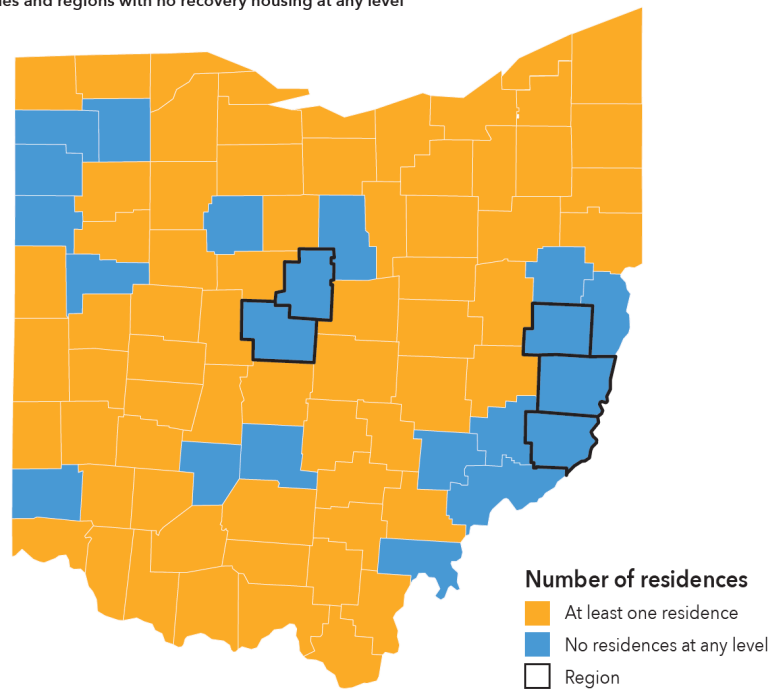 and regions with no recovery housing at any level
Number of residences
At least one residence
No residences at any level
Region